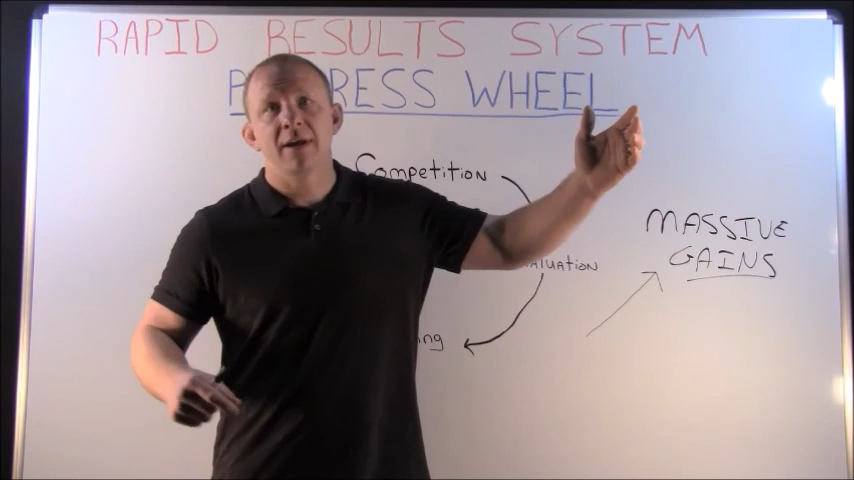 RAPID RESULTS SYSTEM
WHEEL
Competition
MASSIVE
GAINS